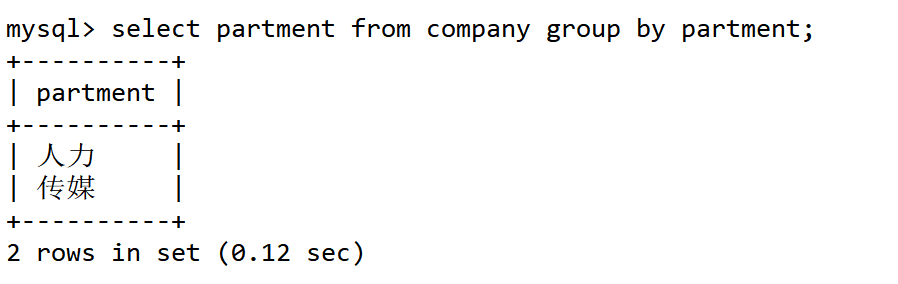 mysql> select partment from company group by partment;
+----------+
| partment |
+----------+
| 人力     |
| 传媒     |
+----------+
2 rows in set (0.12 sec)